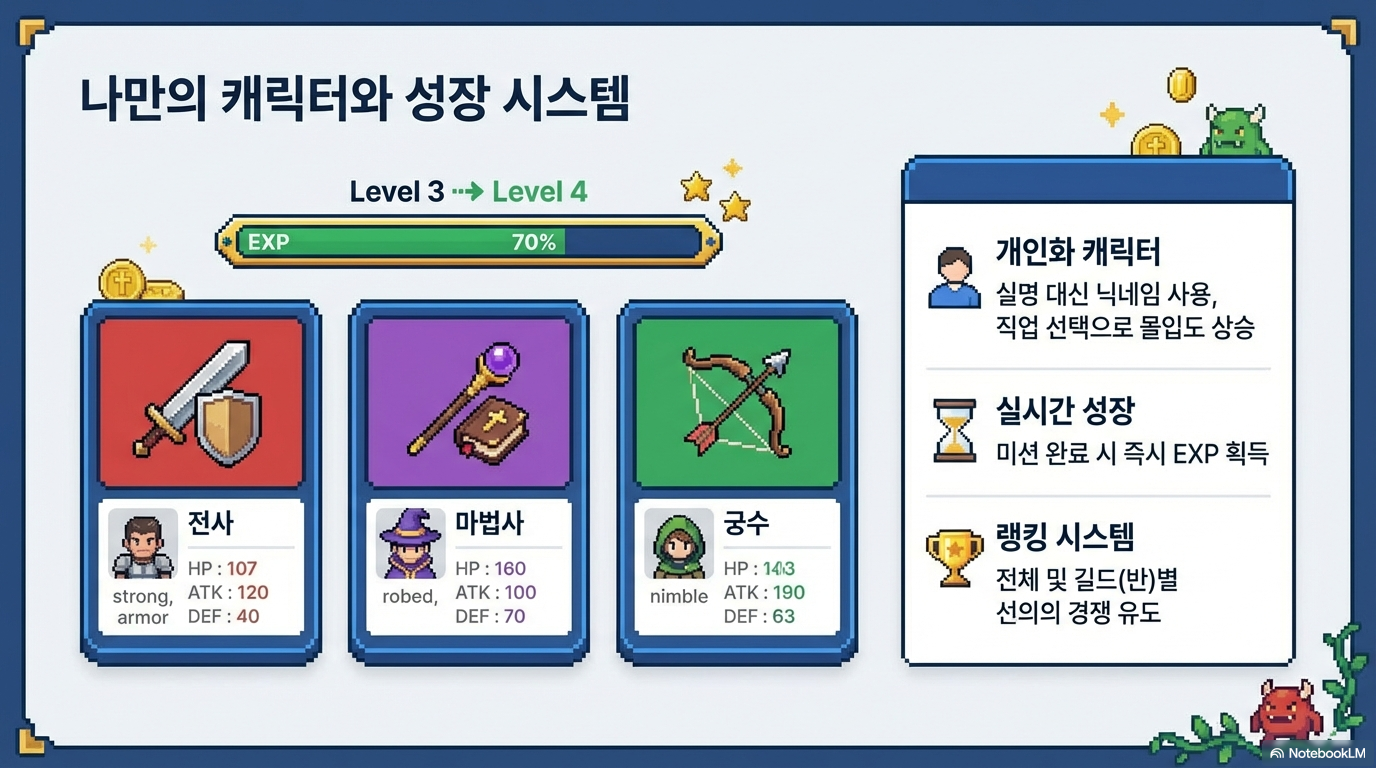 나만의 캐릭터와 성장 시스템
Level 3 ⇢ Level 4
EXP 70%
전사
HP : 107
ATK : 120
DEF : 40
strong,
armor
마법사
HP : 160
ATK : 100
DEF : 70
robed,
궁수
HP :
ATK : 190
DEF : 63
nimble
개인화 캐릭터
실명 대신 닉네임 사용,
직업 선택으로 몰입도 상승
실시간 성장
미션 완료 시 즉시 EXP 획득
랭킹 시스템
전체 및 길드(반)별
선의의 경쟁 유도
NotebookLM